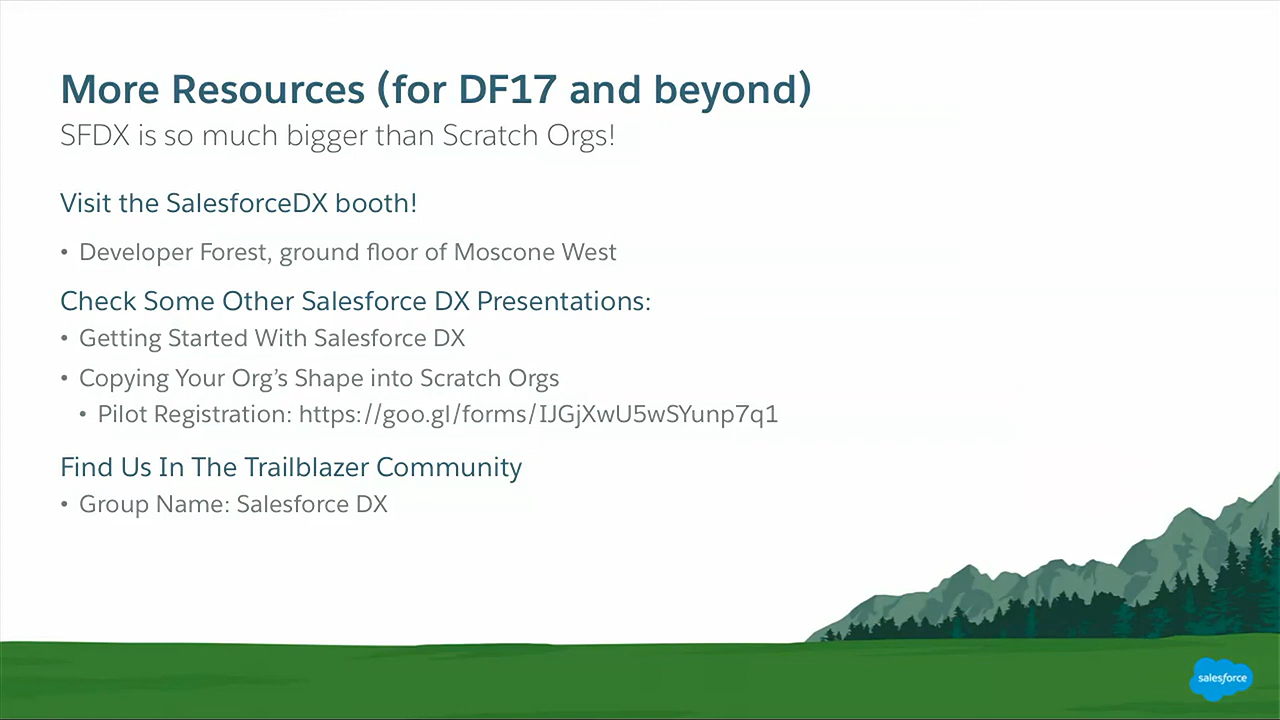 More Resources (for DF17 and beyond)
SFDX is so much bigger than Scratch Orgs!
Visit the SalesforceDX booth!
• Developer Forest, ground floor of Moscone West
Check Some Other Salesforce DX Presentations:
• Getting Started With Salesforce DX
• Copying Your Org’s Shape into Scratch Orgs
• Pilot Registration: https://goo.gl/forms/IJGjXwU5wSYunp7q1
Find Us In The Trailblazer Community
• Group Name: Salesforce DX
salesforce